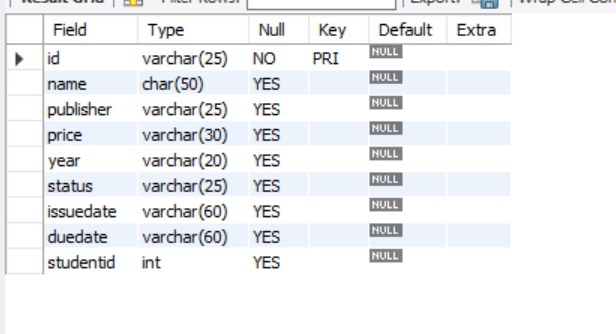 Result Grid Filter Rows: Export: Wrap Cell Con
Field Type Null Key Default Extra
id varchar(25) NO PRI NULL
name char(50) YES NULL
publisher varchar(25) YES NULL
price varchar(30) YES NULL
year varchar(20) YES NULL
status varchar(25) YES NULL
issuedate varchar(60) YES NULL
duedate varchar(60) YES NULL
studentid int YES NULL